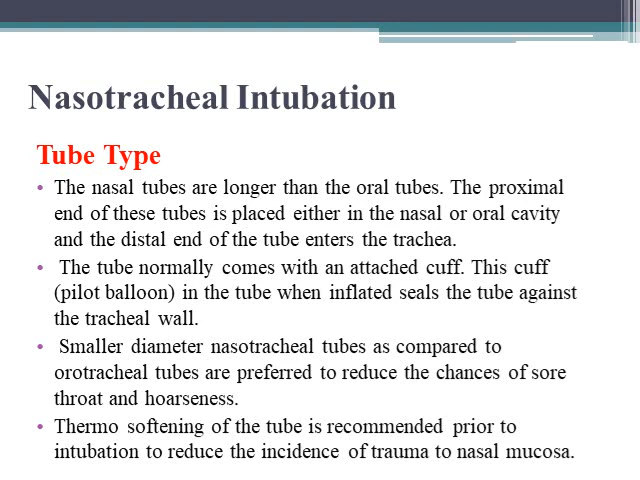 Nasotracheal Intubation
Tube Type
• The nasal tubes are longer than the oral tubes. The proximal
end of these tubes is placed either in the nasal or oral cavity
and the distal end of the tube enters the trachea.
• The tube normally comes with an attached cuff. This cuff
(pilot balloon) in the tube when inflated seals the tube against
the tracheal wall.
• Smaller diameter nasotracheal tubes as compared to
orotracheal tubes are preferred to reduce the chances of sore
throat and hoarseness.
• Thermo softening of the tube is recommended prior to
intubation to reduce the incidence of trauma to nasal mucosa.